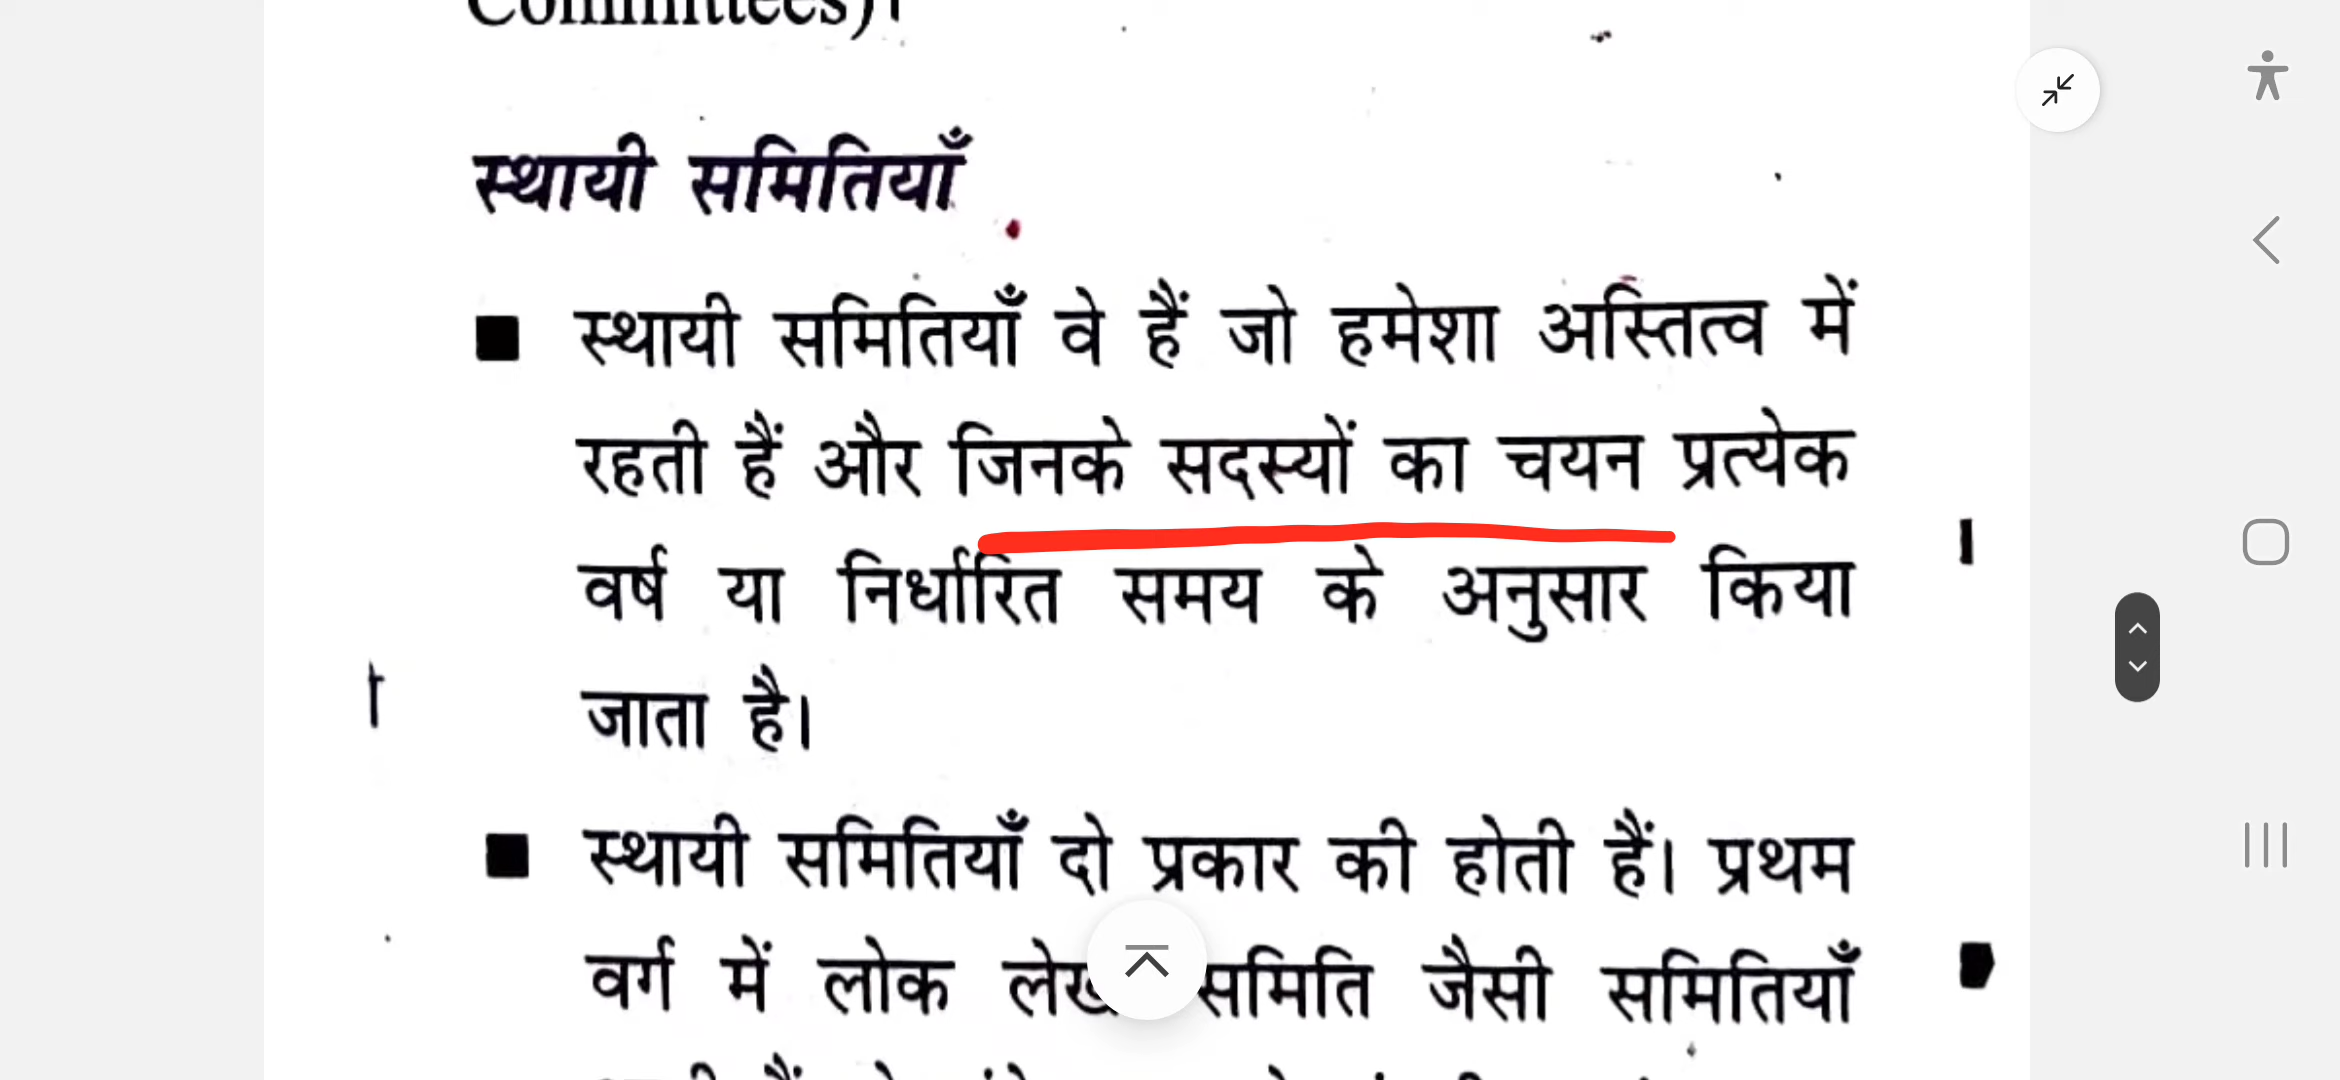 Committees)।
स्थायी समितियाँ
■ स्थायी समितियाँ वे हैं जो हमेशा अस्तित्व में
रहती हैं और जिनके सदस्यों का चयन प्रत्येक
वर्ष या निर्धारित समय के अनुसार किया
जाता है।
■ स्थायी समितियाँ दो प्रकार की होती हैं। प्रथम
वर्ग में लोक समिति जैसी समितियाँ